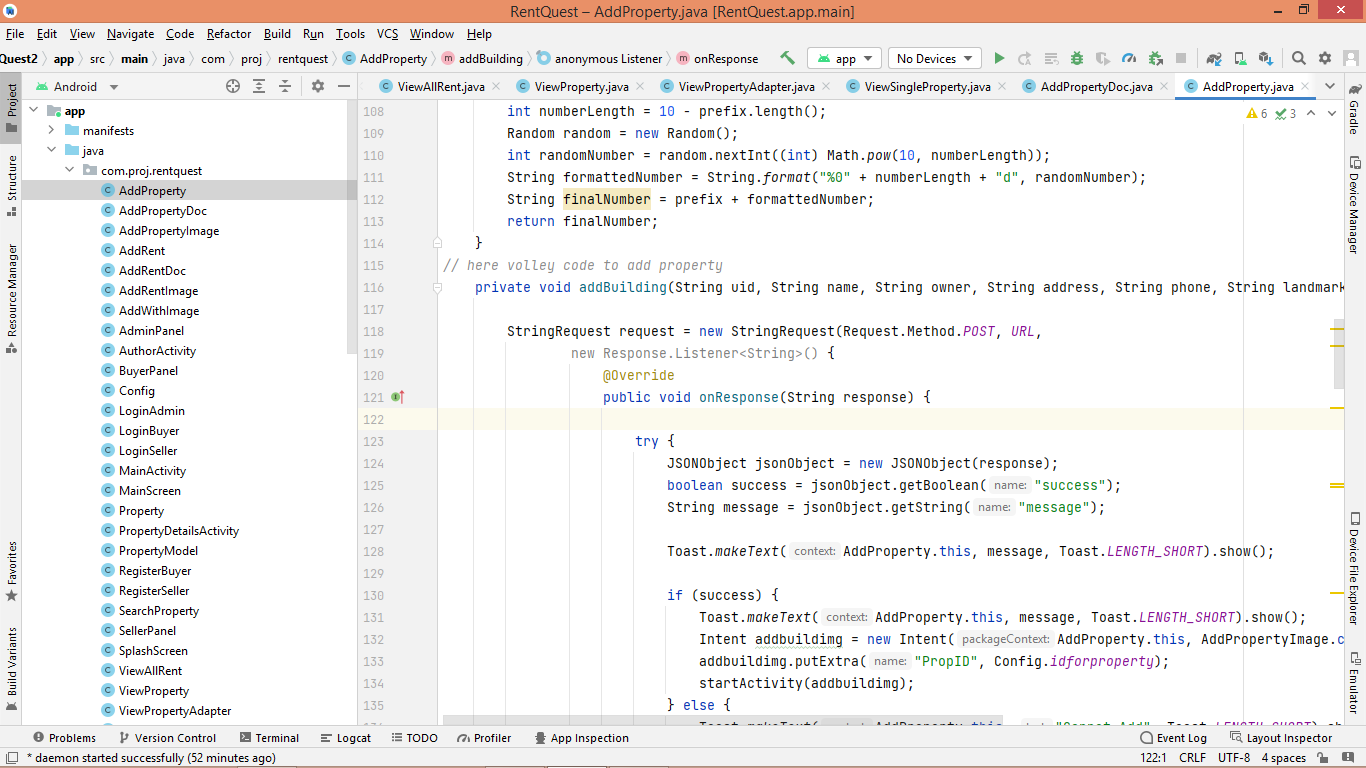 RentQuest – AddProperty.java [RentQuest.app.main]
File Edit View Navigate Code Refactor Build Run Tools VCS Window Help
Quest2 app src main java com proj rentquest AddProperty addBuilding anonymous Listener onResponse app No Devices
Project
Android
ViewAllRent.java ViewProperty.java ViewPropertyAdapter.java ViewSingleProperty.java AddPropertyDoc.java AddProperty.java
Gradle
Structure
Resource Manager
Favorites
Build Variants
app
manifests
java
com.proj.rentquest
AddProperty
AddPropertyDoc
AddPropertyImage
AddRent
AddRentDoc
AddRentImage
AddWithImage
AdminPanel
AuthorActivity
BuyerPanel
Config
LoginAdmin
LoginBuyer
LoginSeller
MainActivity
MainScreen
Property
PropertyDetailsActivity
PropertyModel
RegisterBuyer
RegisterSeller
SearchProperty
SellerPanel
SplashScreen
ViewAllRent
ViewProperty
ViewPropertyAdapter
6 3
108 int numberLength = 10 - prefix.length();
109 Random random = new Random();
110 int randomNumber = random.nextInt((int) Math.pow(10, numberLength));
111 String formattedNumber = String.format("%0" + numberLength + "d", randomNumber);
112 String finalNumber = prefix + formattedNumber;
113 return finalNumber;
114 }
115 // here volley code to add property
116 private void addBuilding(String uid, String name, String owner, String address, String phone, String landmark
117
118 StringRequest request = new StringRequest(Request.Method.POST, URL,
119 new Response.Listener<String>() {
120 @Override
121 public void onResponse(String response) {
122
123 try {
124 JSONObject jsonObject = new JSONObject(response);
125 boolean success = jsonObject.getBoolean( name: "success");
126 String message = jsonObject.getString( name: "message");
127
128 Toast.makeText( context: AddProperty.this, message, Toast.LENGTH_SHORT).show();
129
130 if (success) {
131 Toast.makeText( context: AddProperty.this, message, Toast.LENGTH_SHORT).show();
132 Intent addbuildimg = new Intent( packageContext: AddProperty.this, AddPropertyImage.c
133 addbuildimg.putExtra( name: "PropID", Config.idforproperty);
134 startActivity(addbuildimg);
135 } else {
Device Manager
Device File Explorer
Emulator
Problems Version Control Terminal Logcat TODO Profiler App Inspection Event Log Layout Inspector
* daemon started successfully (52 minutes ago) 122:1 CRLF UTF-8 4 spaces